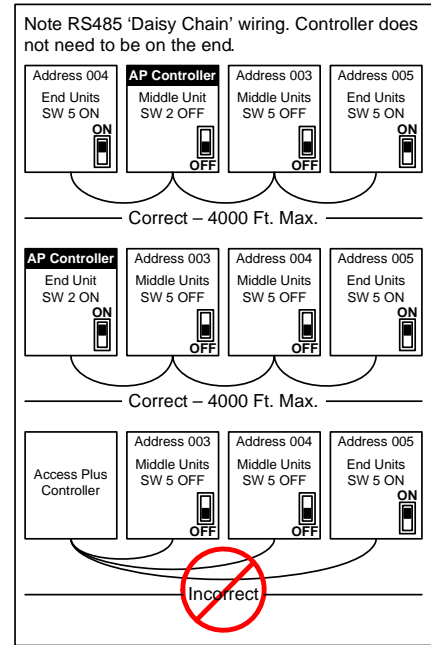 Note RS485 'Daisy Chain' wiring. Controller does
not need to be on the end.
Address 004
End Units
SW 5 ON
ON
AP Controller
Middle Unit
SW 2 OFF
OFF
Address 003
Middle Units
SW 5 OFF
OFF
Address 005
End Units
SW 5 ON
ON
Correct – 4000 Ft. Max.
AP Controller
End Unit
SW 2 ON
ON
Address 003
Middle Units
SW 5 OFF
OFF
Address 004
Middle Units
SW 5 OFF
OFF
Address 005
End Units
SW 5 ON
ON
Correct – 4000 Ft. Max.
Access Plus
Controller
Address 003
Middle Units
SW 5 OFF
OFF
Address 004
Middle Units
SW 5 OFF
OFF
Address 005
End Units
SW 5 ON
ON
Incorrect